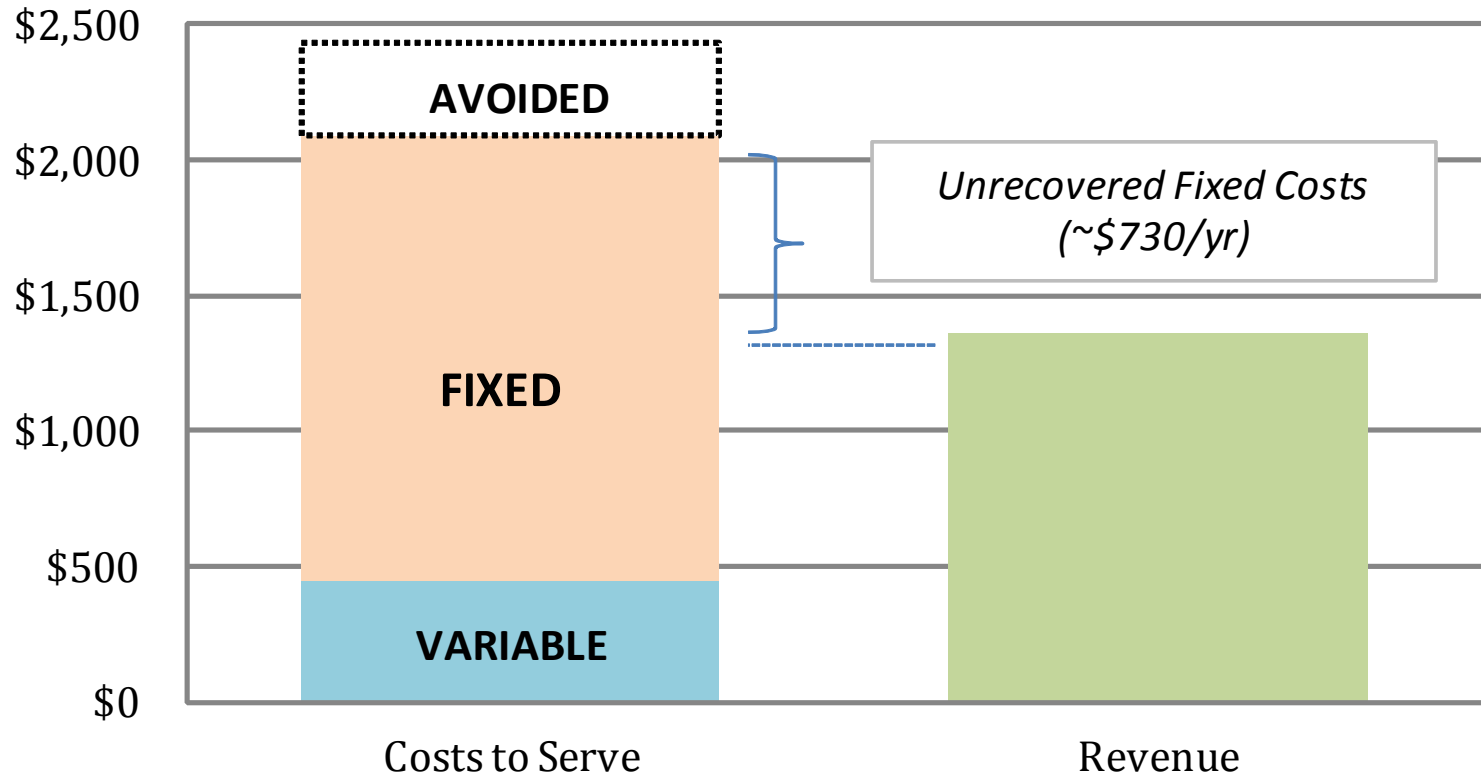 $2,500
AVOIDED
$2,000
Unrecovered Fixed Costs
(~$730/yr)
$1,500
FIXED
$1,000
$500
VARIABLE
$0
Costs to Serve
Revenue